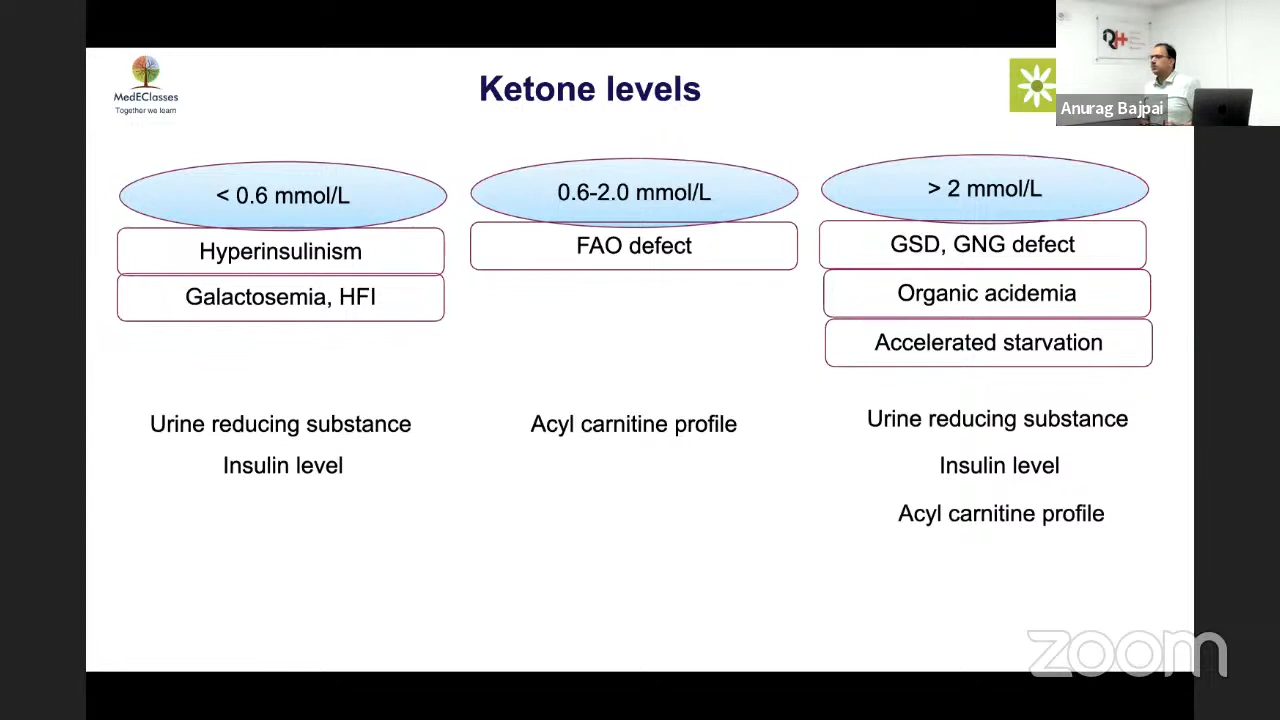 MedEClasses
Together we learn
Ketone levels
Anurag Bajpai
< 0.6 mmol/L
Hyperinsulinism
Galactosemia, HFI
Urine reducing substance
Insulin level
0.6-2.0 mmol/L
FAO defect
Acyl carnitine profile
> 2 mmol/L
GSD, GNG defect
Organic acidemia
Accelerated starvation
Urine reducing substance
Insulin level
Acyl carnitine profile
zoom